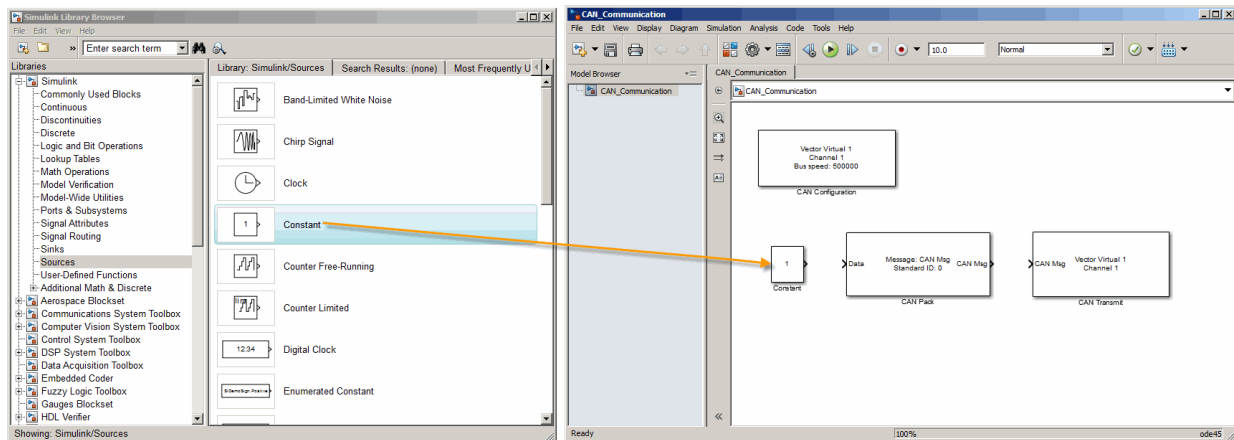 Simulink Library Browser
File Edit View Help
» Enter search term
Libraries
Library: Simulink/Sources Search Results: (none) Most Frequently U
Simulink
Commonly Used Blocks
Continuous
Discontinuities
Discrete
Logic and Bit Operations
Lookup Tables
Math Operations
Model Verification
Model-Wide Utilities
Ports & Subsystems
Signal Attributes
Signal Routing
Sinks
Sources
User-Defined Functions
Additional Math & Discrete
Aerospace Blockset
Communications System Toolbox
Computer Vision System Toolbox
Control System Toolbox
DSP System Toolbox
Data Acquisition Toolbox
Embedded Coder
Fuzzy Logic Toolbox
Gauges Blockset
HDL Verifier
Band-Limited White Noise
Chirp Signal
Clock
1 Constant
Counter Free-Running
Counter Limited
12:34 Digital Clock
Enumerated Constant
Showing: Simulink/Sources
CAN_Communication
File Edit View Display Diagram Simulation Analysis Code Tools Help
10.0 Normal
Model Browser
CAN_Communication
CAN_Communication
CAN_Communication
Vector Virtual 1
Channel 1
Bus speed: 500000
CAN Configuration
1
Constant
Data Message: CAN Msg CAN Msg
Standard ID: 0
CAN Pack
CAN Msg Vector Virtual 1
Channel 1
CAN Transmit
Ready 100% ode45